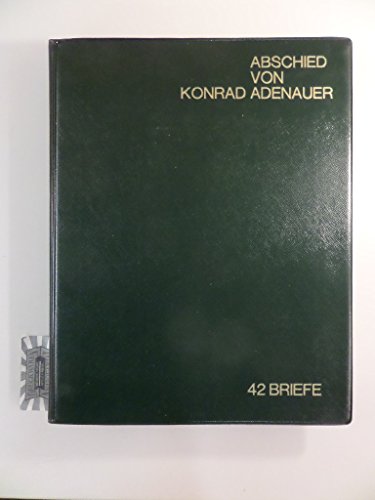 ABSCHIED
VON
KONRAD ADENAUER
42 BRIEFE